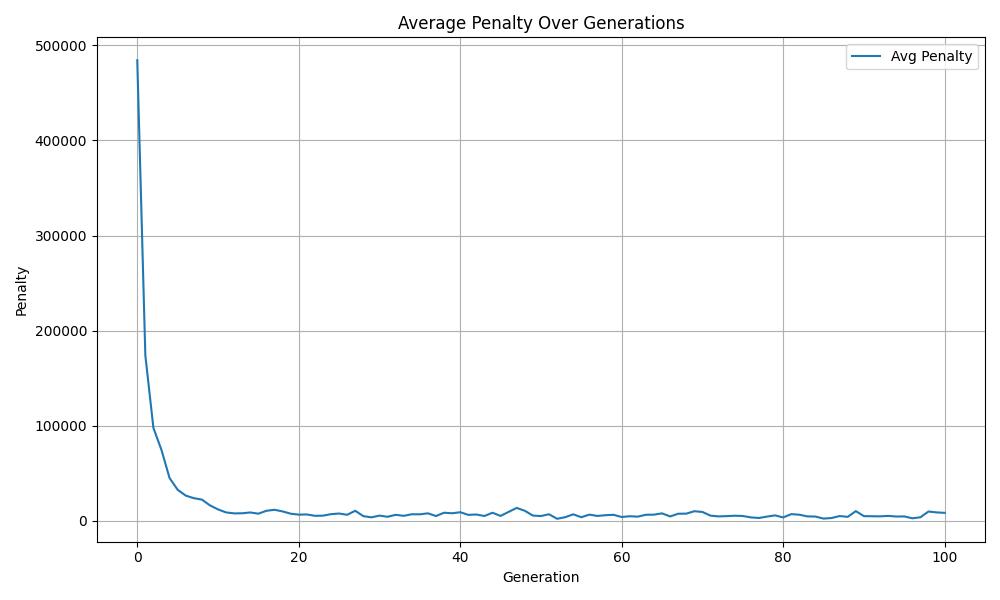 Average Penalty Over Generations
Avg Penalty
500000
400000
300000
200000
100000
0
Penalty
0 20 40 60 80 100
Generation